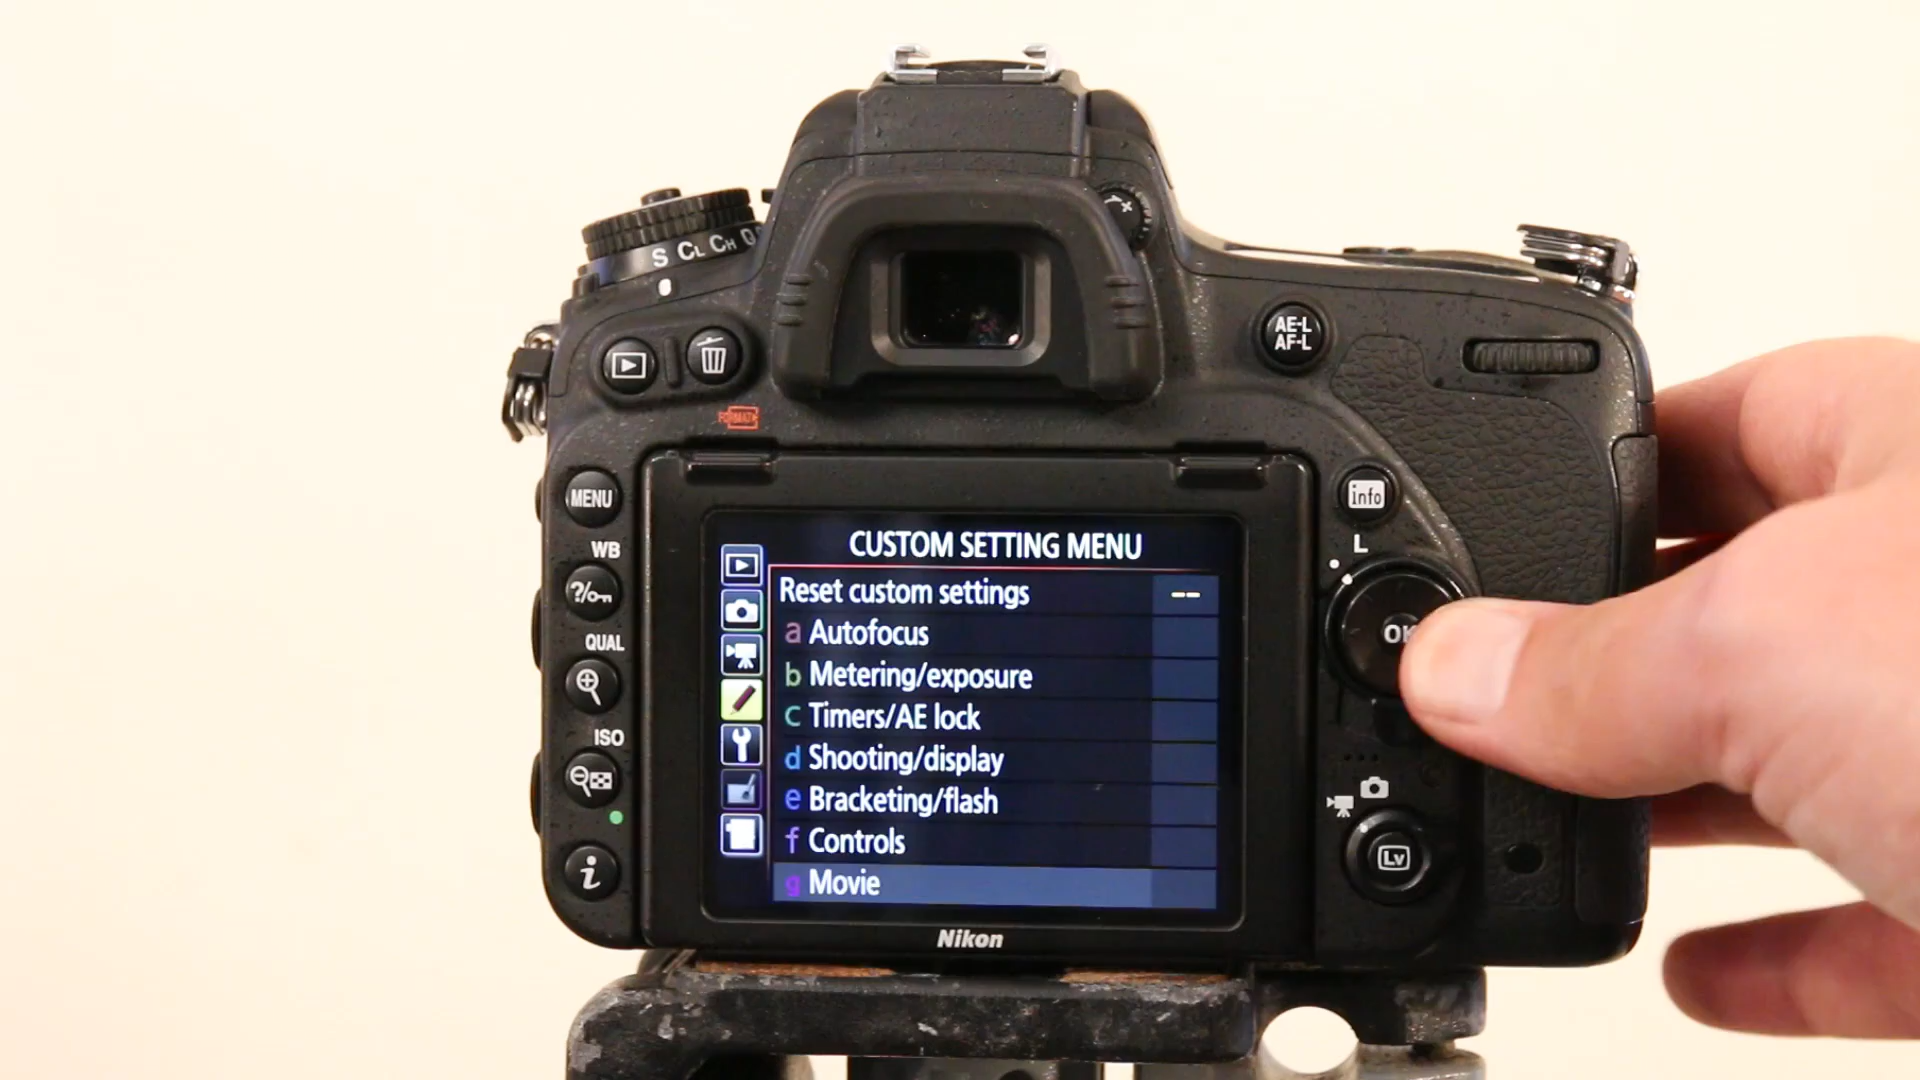 S CL CH
AE-L
AF-L
FORMAT
MENU
info
WB
L
?
OK
QUAL
ISO
i
Lv
CUSTOM SETTING MENU
Reset custom settings --
a Autofocus
b Metering/exposure
c Timers/AE lock
d Shooting/display
e Bracketing/flash
f Controls
g Movie
Nikon